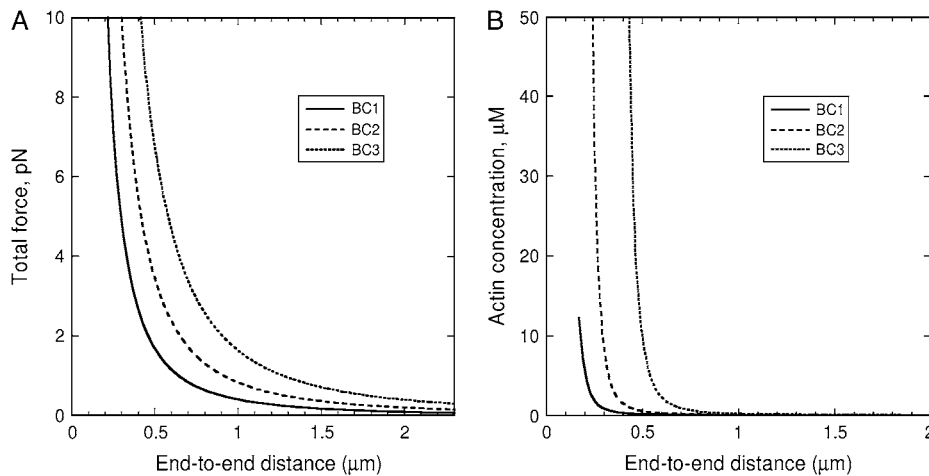 A
Total force, pN
10
8
6
4
2
0
BC1
BC2
BC3
0
0.5
1
1.5
2
End-to-end distance (μm)
B
Actin concentration, μM
50
40
30
20
10
0
BC1
BC2
BC3
0
0.5
1
1.5
2
End-to-end distance (μm)